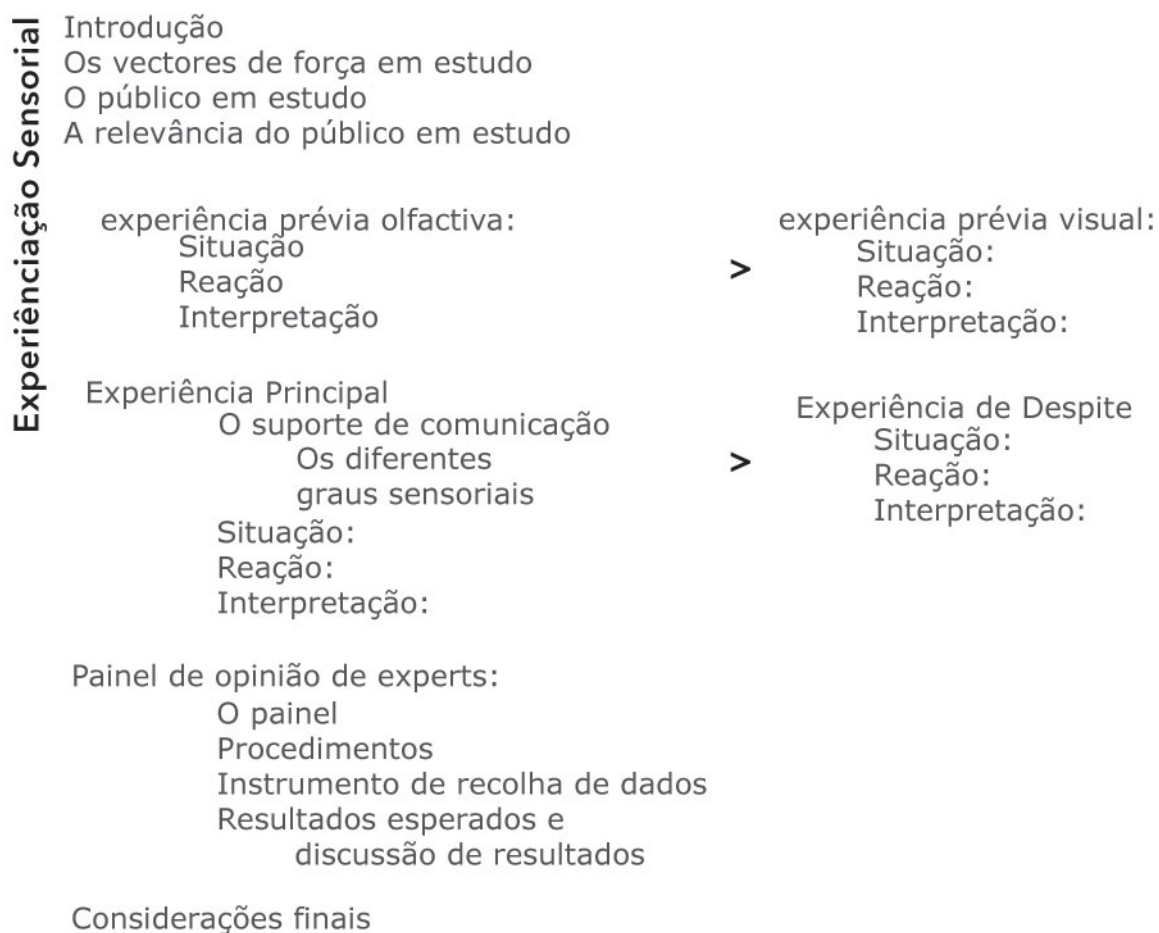 Experiênciação Sensorial
Introdução
Os vectores de força em estudo
O público em estudo
A relevância do público em estudo
experiência prévia olfactiva:
Situação
Reação
Interpretação
>
experiência prévia visual:
Situação:
Reação:
Interpretação:
Experiência Principal
O suporte de comunicação
Os diferentes
graus sensoriais
Situação:
Reação:
Interpretação:
>
Experiência de Despite
Situação:
Reação:
Interpretação:
Painel de opinião de experts:
O painel
Procedimentos
Instrumento de recolha de dados
Resultados esperados e
discussão de resultados
Considerações finais